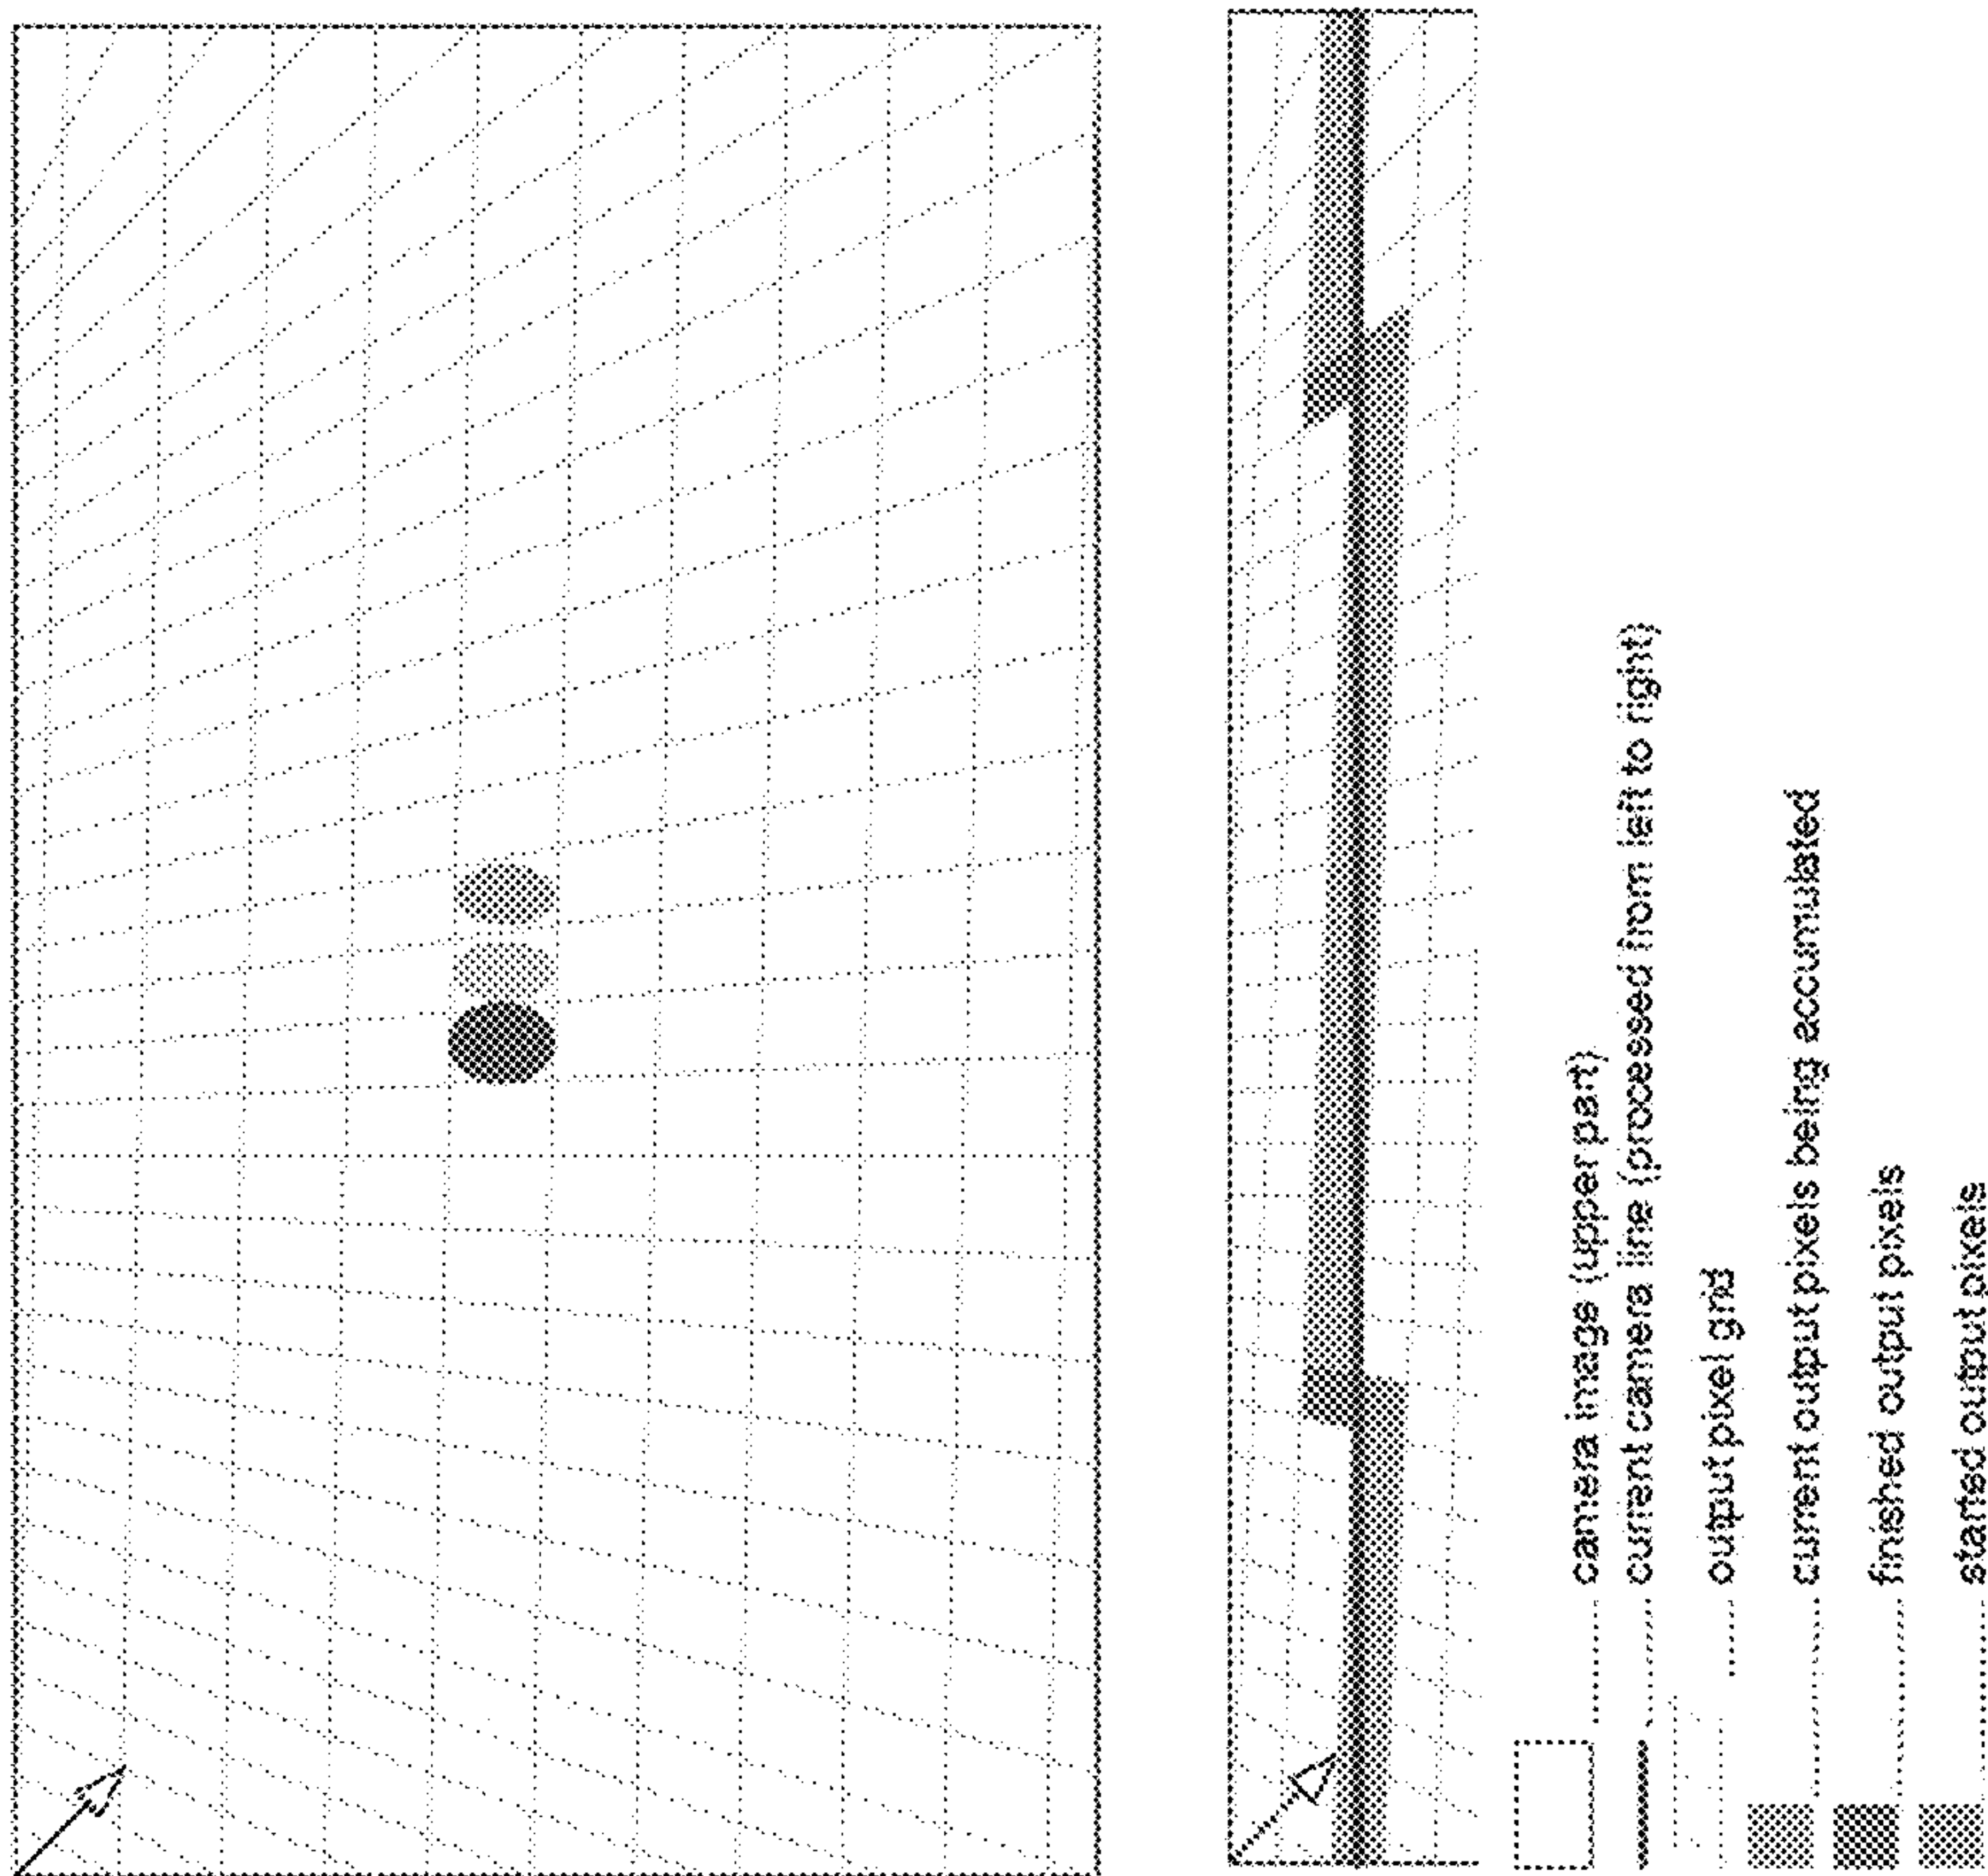 camera image (upper part)
current camera line (processed from left to right)
output pixel grid
current output pixels being accumulated
finished output pixels
started output pixels